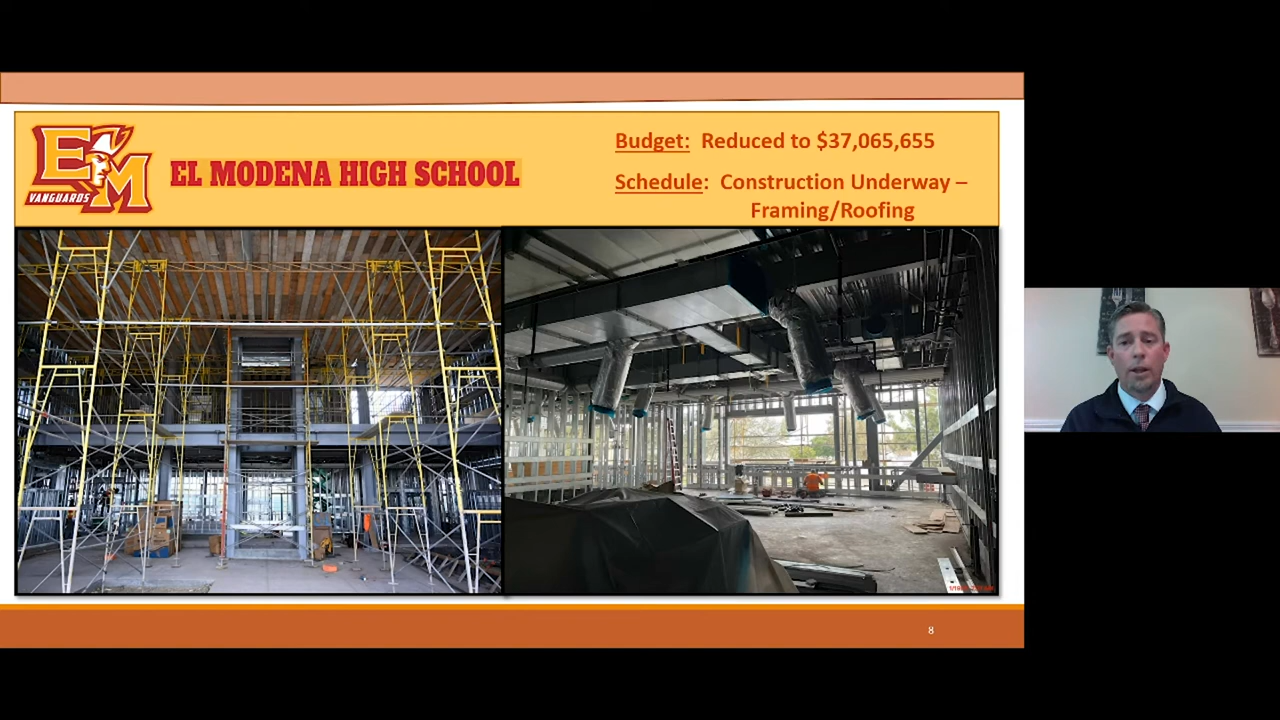 EM
VANGUARDS
EL MODENA HIGH SCHOOL
Budget: Reduced to $37,065,655
Schedule: Construction Underway –
Framing/Roofing
8